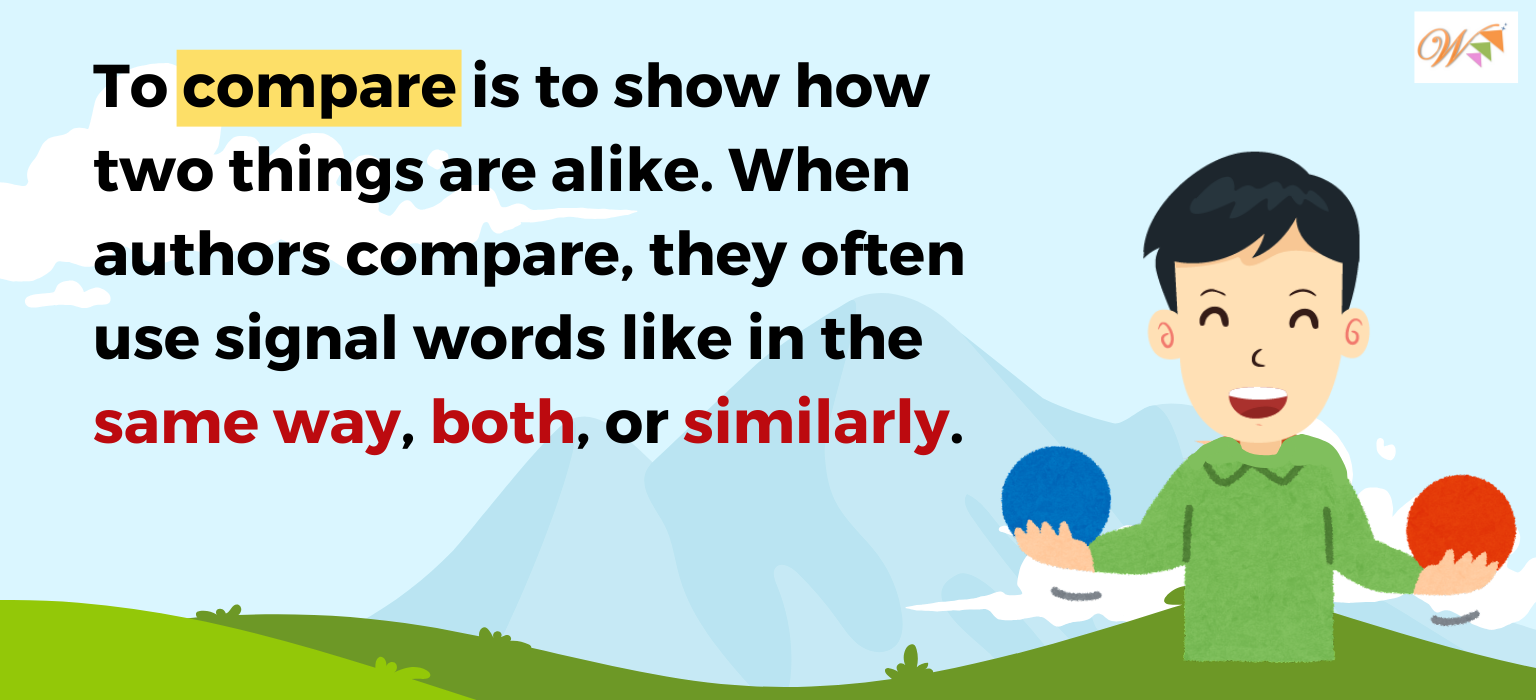 To compare is to show how
two things are alike. When
authors compare, they often
use signal words like in the
same way, both, or similarly.
W